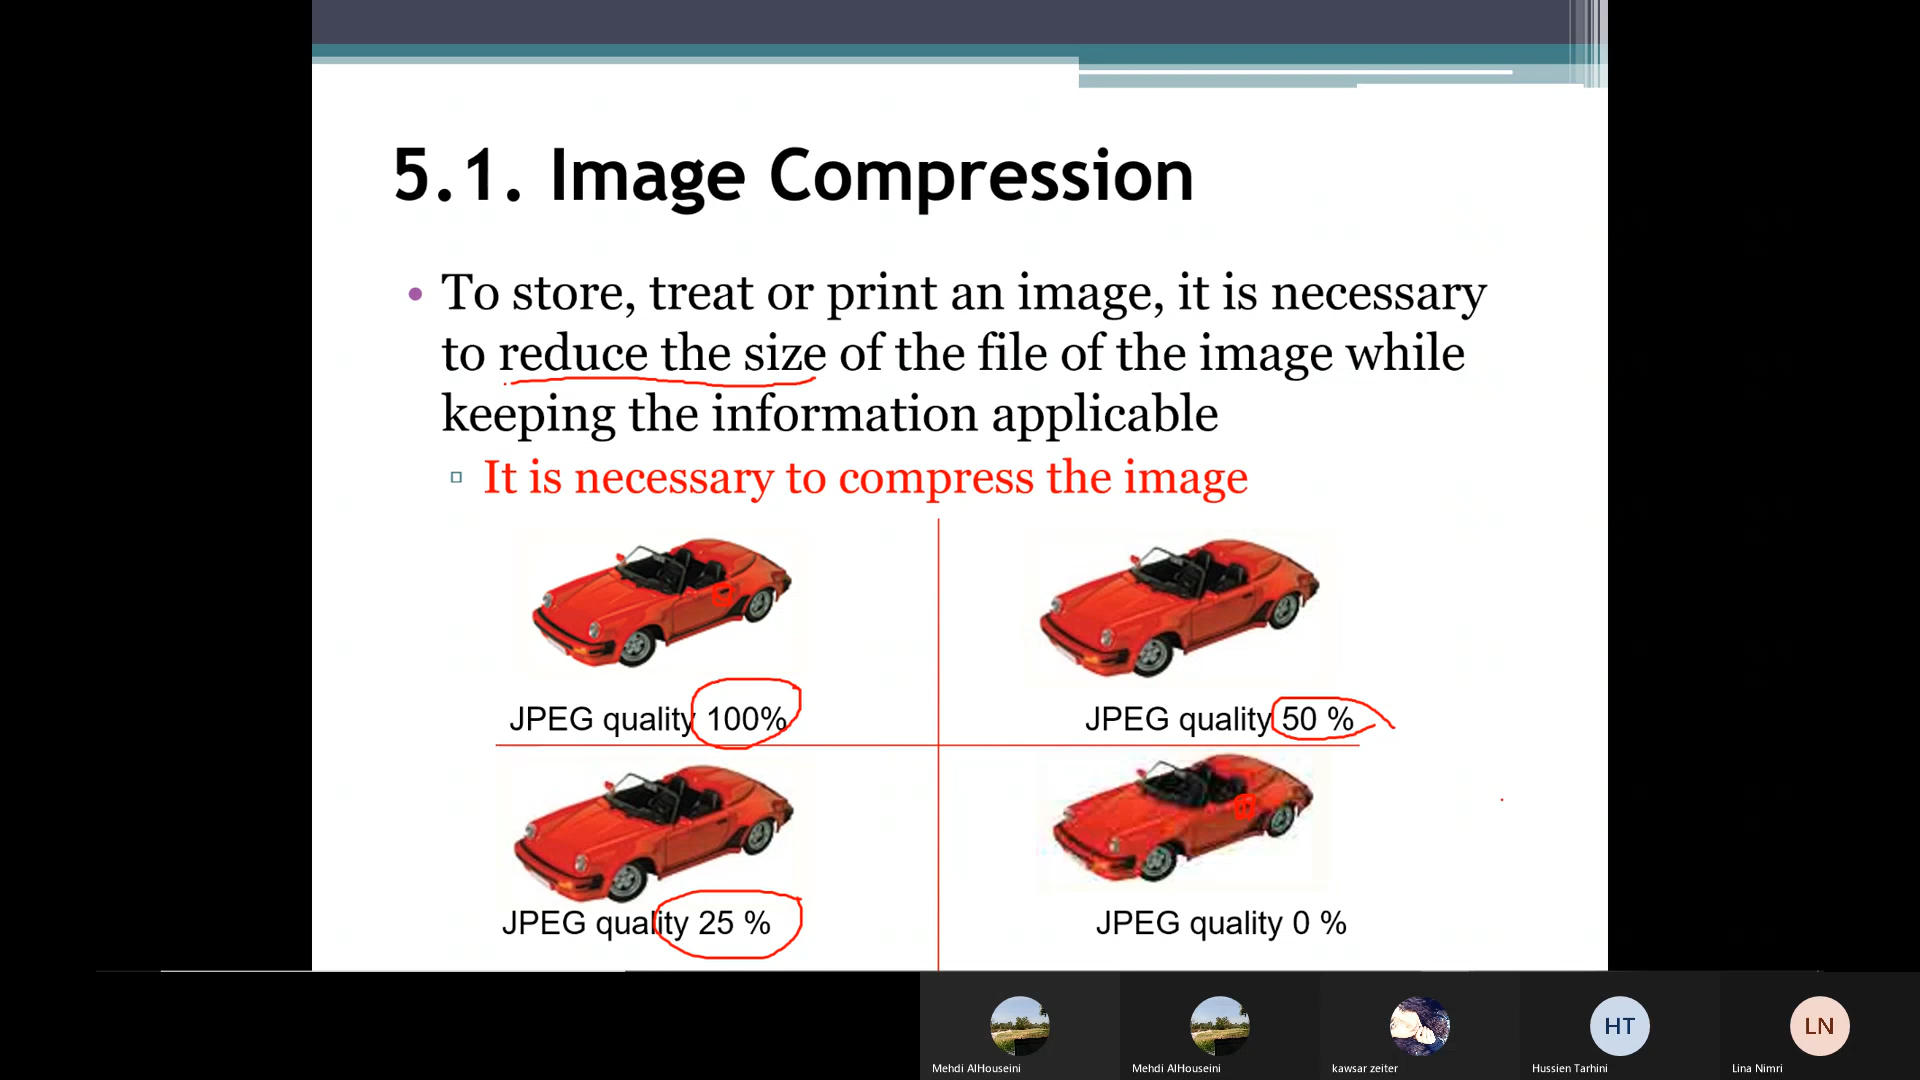 5.1. Image Compression
• To store, treat or print an image, it is necessary
to reduce the size of the file of the image while
keeping the information applicable
▫ It is necessary to compress the image
JPEG quality 100%
JPEG quality 50 %
JPEG quality 25 %
JPEG quality 0 %
HT
LN
Mehdi AlHouseini
Mehdi AlHouseini
kawsar zeiter
Hussien Tarhini
Lina Nimri